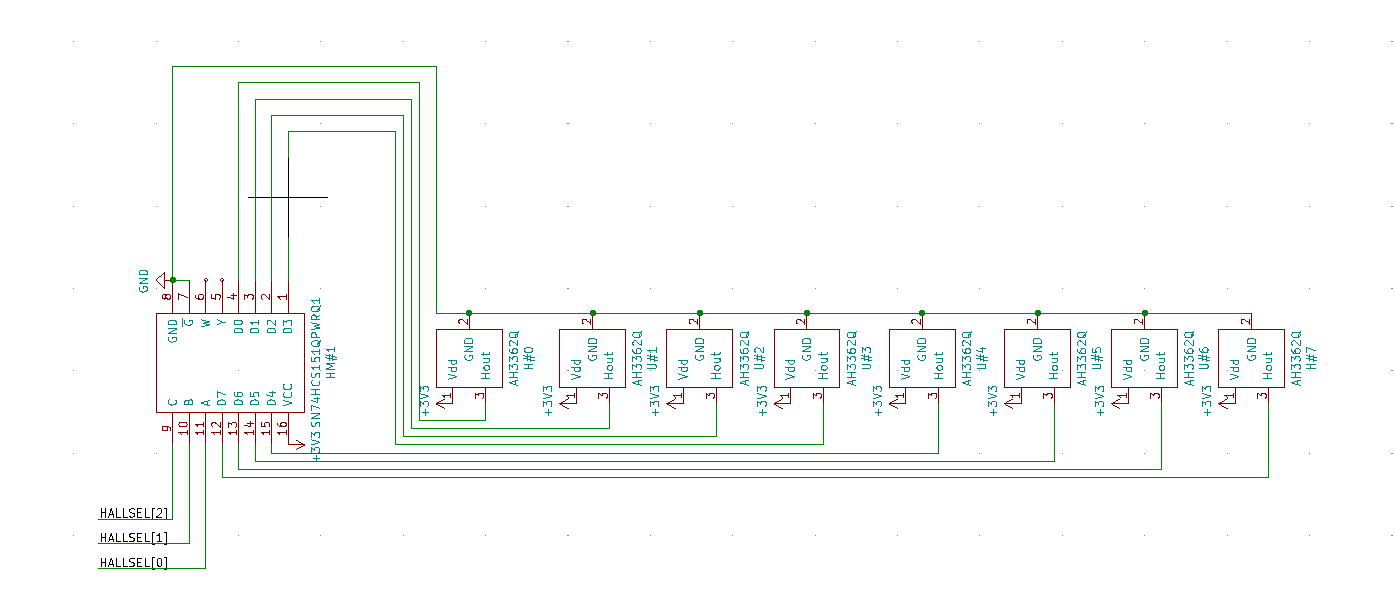 GND
8
7
6
5
4
3
2
1
GND
G
W
Y
D0
D1
D2
D3
SN74HCS151QPWRQ1
HM#1
C
B
A
D7
D6
D5
D4
VCC
9
10
11
12
13
14
15
16
+3V3
HALLSEL[2]
HALLSEL[1]
HALLSEL[0]
2
GND
Vdd
Hout
AH3362Q
H#0
+3V3
1
3
2
GND
Vdd
Hout
AH3362Q
U#1
+3V3
1
3
2
GND
Vdd
Hout
AH3362Q
U#2
+3V3
1
3
2
GND
Vdd
Hout
AH3362Q
U#3
+3V3
1
3
2
GND
Vdd
Hout
AH3362Q
U#4
+3V3
1
3
2
GND
Vdd
Hout
AH3362Q
U#5
+3V3
1
3
2
GND
Vdd
Hout
AH3362Q
U#6
+3V3
1
3
2
GND
Vdd
Hout
AH3362Q
H#7
+3V3
1
3